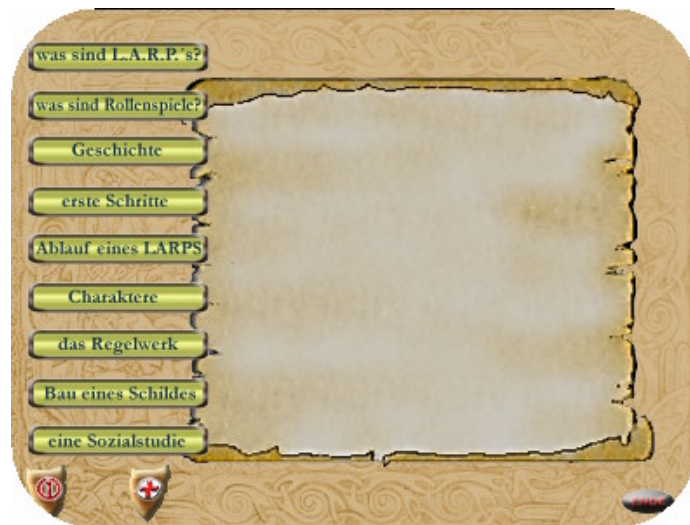 was sind L.A.R.P.´s?
was sind Rollenspiele?
Geschichte
erste Schritte
Ablauf eines LARPS
Charaktere
das Regelwerk
Bau eines Schildes
eine Sozialstudie